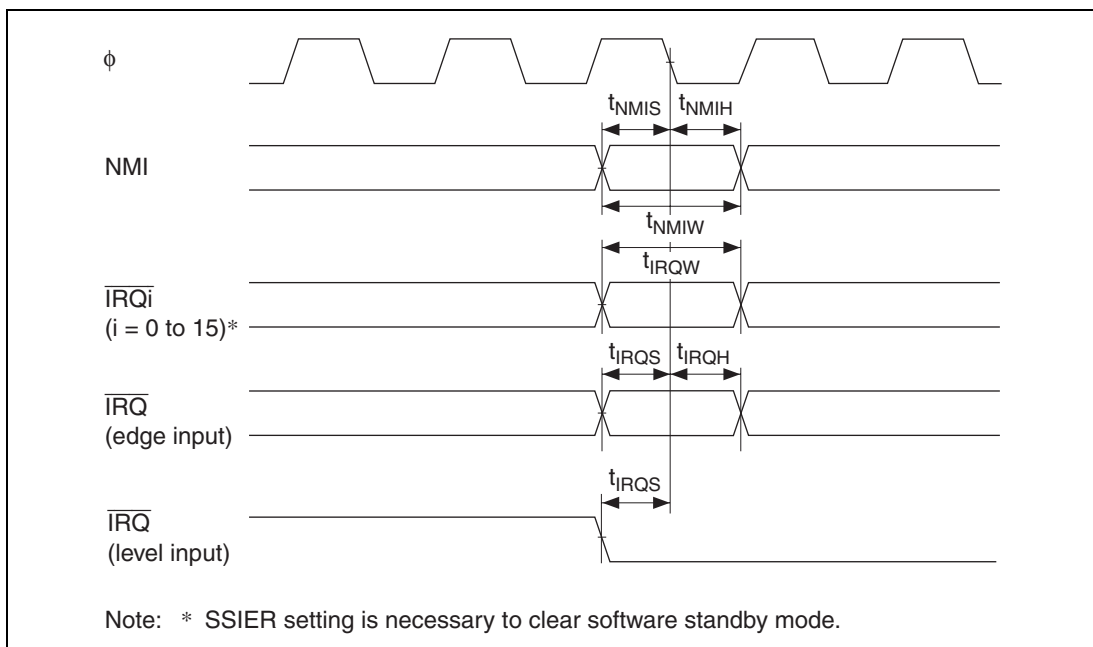 ϕ
tNMIS tNMIH
NMI
tNMIW
tIRQW
IRQi
(i = 0 to 15)*
tIRQS tIRQH
IRQ
(edge input)
tIRQS
IRQ
(level input)
Note: * SSIER setting is necessary to clear software standby mode.